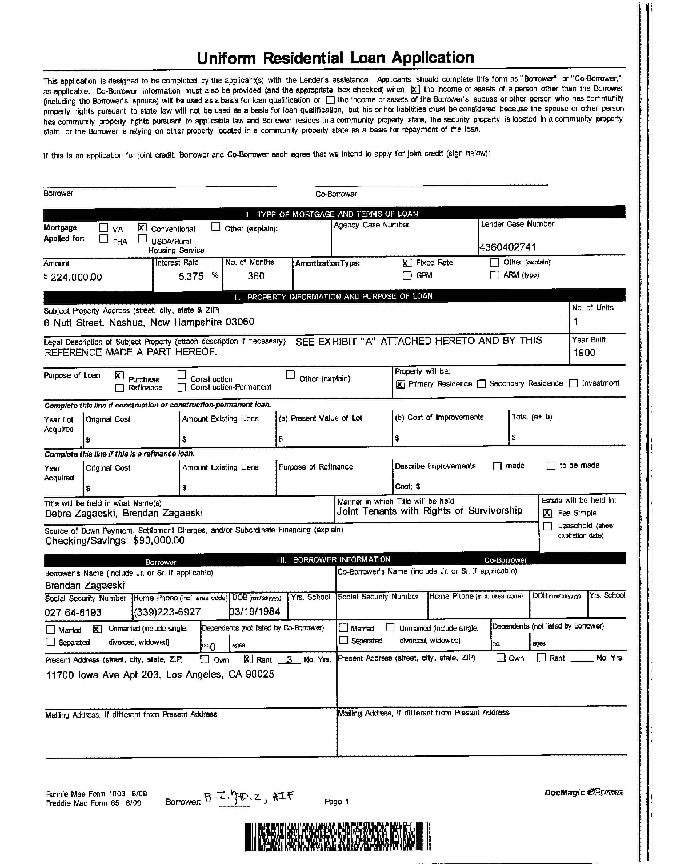 Uniform Residential Loan Application
This application is designed to be completed by the applicant(s) with the Lender's assistance. Applicants should complete this form as "Borrower" or "Co-Borrower,"
as applicable. Co-Borrower information must also be provided (and the appropriate box checked) when ☒ the income or assets of a person other than the Borrower
(including the Borrower's spouse) will be used as a basis for loan qualification or ☐ the income or assets of the Borrower's spouse or other person who has community
property rights pursuant to state law will not be used as a basis for loan qualification, but his or her liabilities must be considered because the spouse or other person
has community property rights pursuant to applicable law and Borrower resides in a community property state, the security property is located in a community property
state, or the Borrower is relying on other property located in a community property state as a basis for repayment of the loan.
If this is an application for joint credit, Borrower and Co-Borrower each agree that we intend to apply for joint credit (sign below):
Borrower Co-Borrower
I. TYPE OF MORTGAGE AND TERMS OF LOAN
Mortgage ☐ VA ☒ Conventional ☐ Other (explain): Agency Case Number Lender Case Number
Applied for: ☐ FHA ☐ USDA/Rural
Housing Service 4360402741
Amount Interest Rate No. of Months Amortization Type: ☒ Fixed Rate ☐ Other (explain)
$ 224,000.00 5.375 % 360 ☐ GPM ☐ ARM (type)
II. PROPERTY INFORMATION AND PURPOSE OF LOAN
Subject Property Address (street, city, state & ZIP) No. of Units
6 Nutt Street, Nashua, New Hampshire 03060 1
Legal Description of Subject Property (attach description if necessary) SEE EXHIBIT "A" ATTACHED HERETO AND BY THIS Year Built
REFERENCE MADE A PART HEREOF. 1900
Purpose of Loan ☒ Purchase ☐ Construction ☐ Other (explain) Property will be:
☐ Refinance ☐ Construction-Permanent ☒ Primary Residence ☐ Secondary Residence ☐ Investment
Complete this line if construction or construction-permanent loan.
Year Lot Original Cost Amount Existing Liens (a) Present Value of Lot (b) Cost of Improvements Total (a+ b)
Acquired $ $ $ $ $
Complete this line if this is a refinance loan.
Year Original Cost Amount Existing Liens Purpose of Refinance Describe Improvements ☐ made ☐ to be made
Acquired $ $ Cost: $
Title will be held in what Name(s) Manner in which Title will be held Estate will be held in:
Debra Zagaeski, Brendan Zagaeski Joint Tenants with Rights of Survivorship ☒ Fee Simple
Source of Down Payment, Settlement Charges, and/or Subordinate Financing (explain) ☐ Leasehold (show
Checking/Savings: $90,000.00 expiration date)
Borrower III. BORROWER INFORMATION Co-Borrower
Borrower's Name (include Jr. or Sr. if applicable) Co-Borrower's Name (include Jr. or Sr. if applicable)
Brendan Zagaeski
Social Security Number Home Phone (incl. area code) DOB (mm/dd/yyyy) Yrs. School Social Security Number Home Phone (incl. area code) DOB (mm/dd/yyyy) Yrs. School
027 64-6193 (339)223-6927 03/19/1984
☐ Married ☒ Unmarried (include single, Dependents (not listed by Co-Borrower) ☐ Married ☐ Unmarried (include single, Dependents (not listed by borrower)
☐ Separated divorced, widowed) no. 0 ages ☐ Separated divorced, widowed) no. ages
Present Address (street, city, state, ZIP) ☐ Own ☒ Rent 3 No. Yrs. Present Address (street, city, state, ZIP) ☐ Own ☐ Rent No. Yrs.
11700 Iowa Ave Apt 203, Los Angeles, CA 90025
Mailing Address, if different from Present Address Mailing Address, if different from Present Address
Fannie Mae Form 1003 6/09 DocMagic
Freddie Mac Form 65 6/09 Borrower: Page 1